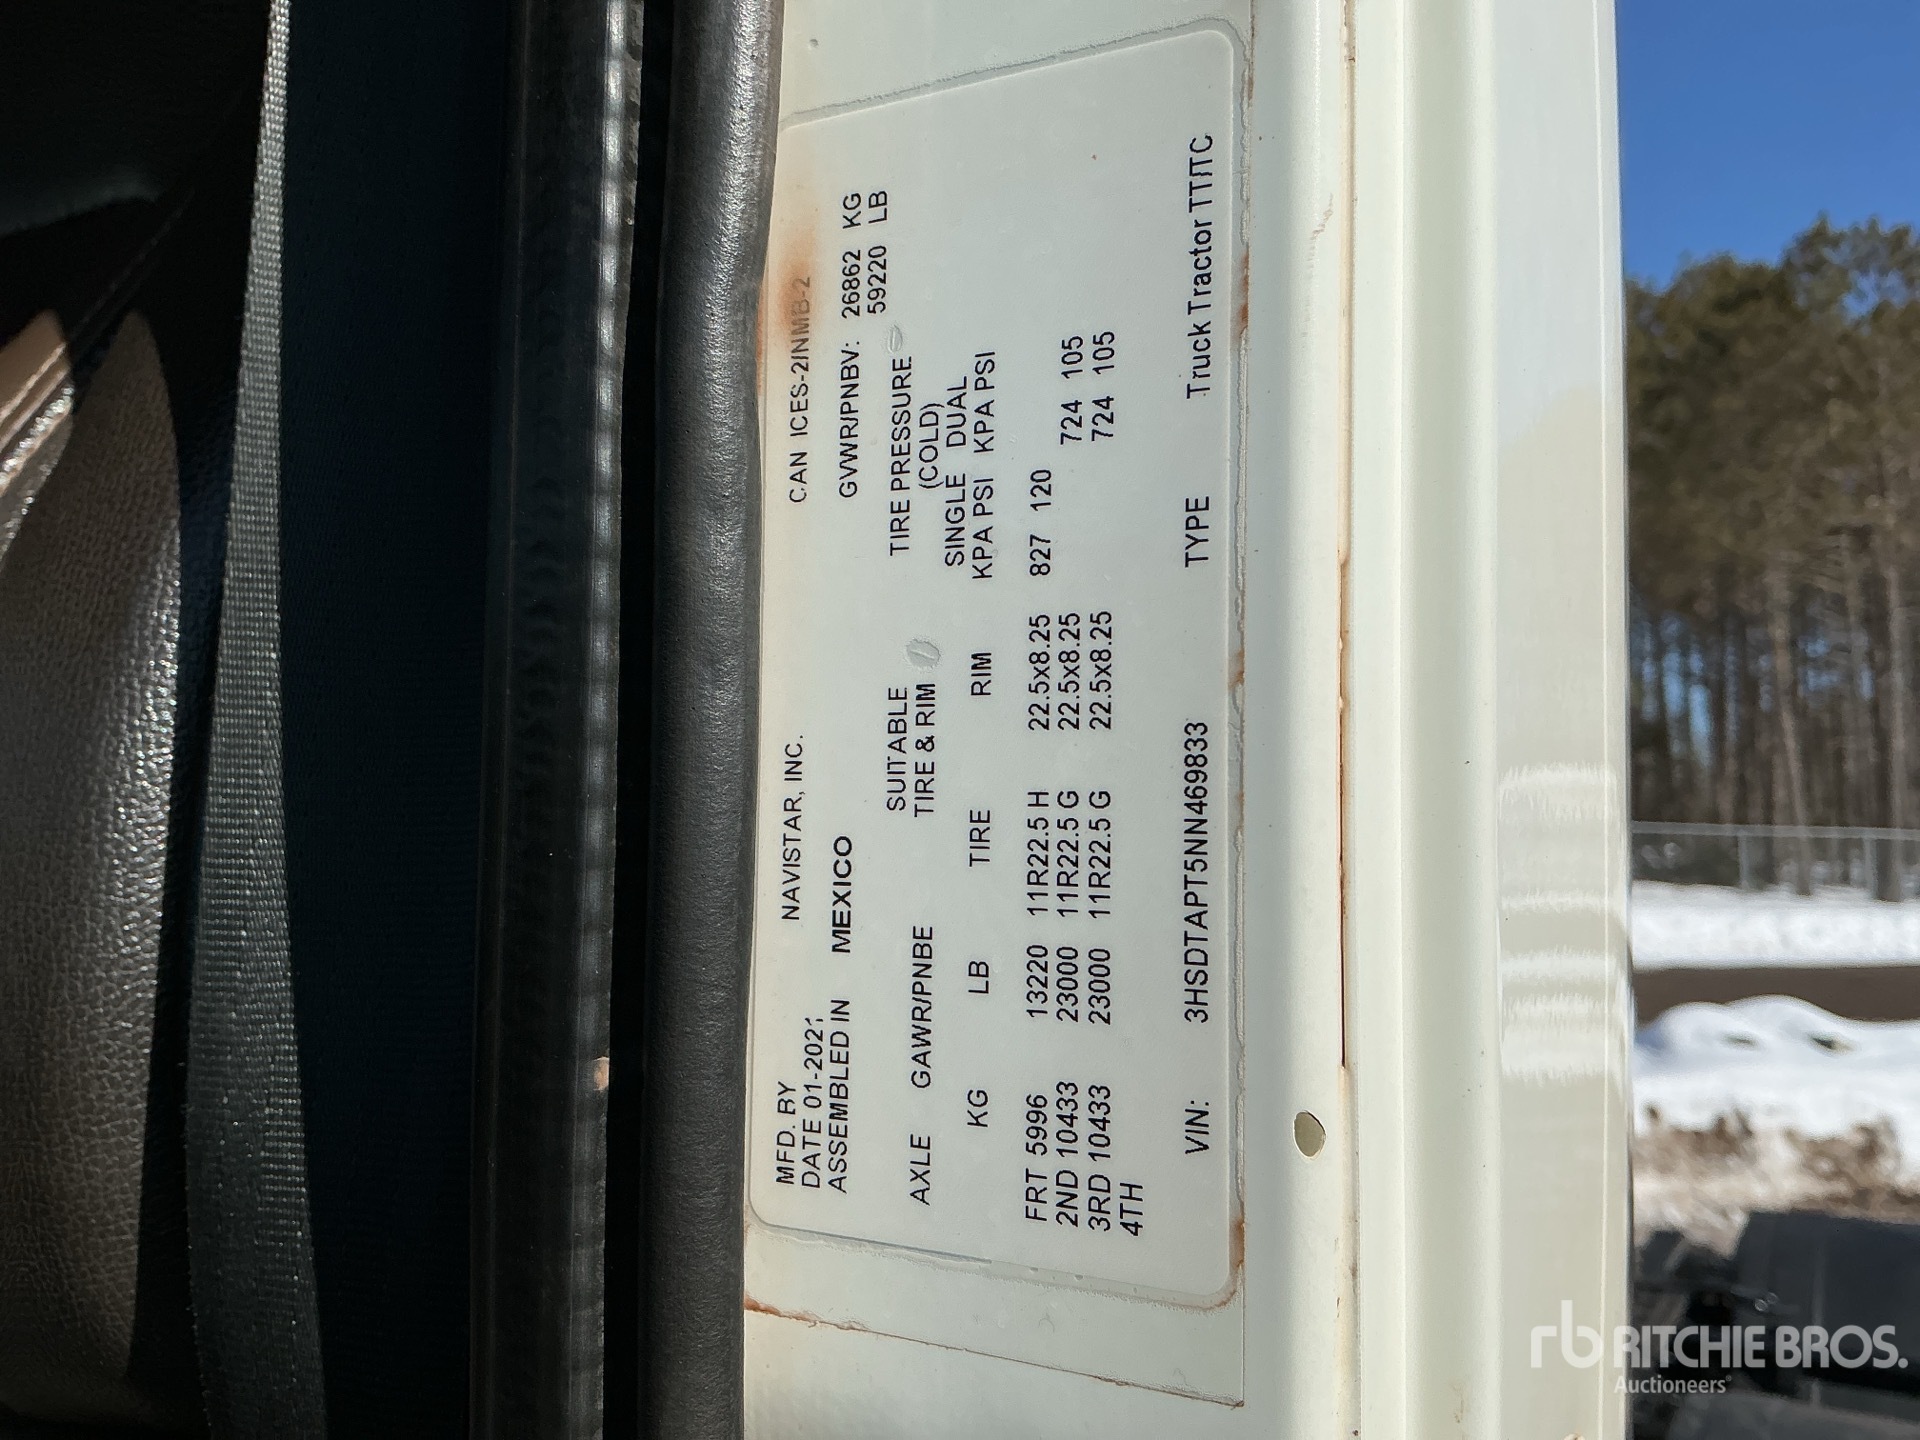 MFD. BY NAVISTAR, INC. CAN ICES-2/NMB-2
DATE 01-2021
ASSEMBLED IN MEXICO GVWR/PNBV: 26862 KG
59220 LB
SUITABLE TIRE PRESSURE
AXLE GAWR/PNBE TIRE & RIM (COLD)
SINGLE DUAL
KG LB TIRE RIM KPA PSI KPA PSI
FRT 5996 13220 11R22.5 H 22.5x8.25 827 120
2ND 10433 23000 11R22.5 G 22.5x8.25 724 105
3RD 10433 23000 11R22.5 G 22.5x8.25 724 105
4TH
VIN: 3HSDTAPT5NN469833 TYPE Truck Tractor TT/TC
rb RITCHIE BROS.
Auctioneers